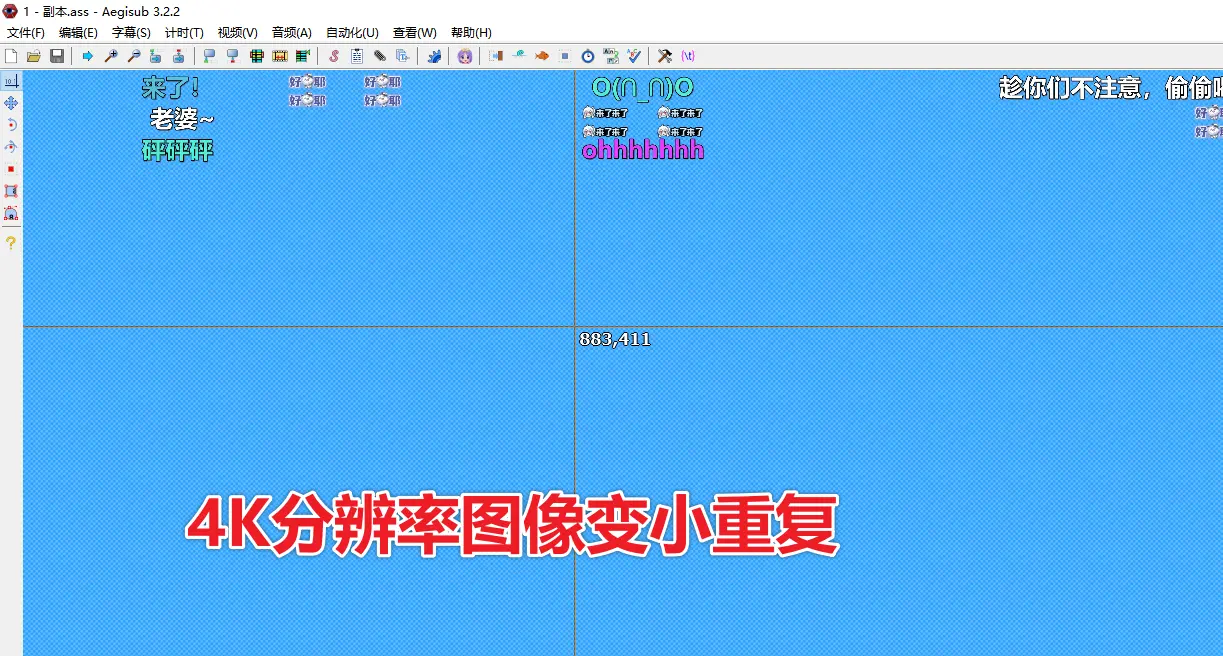 1 - 副本.ass - Aegisub 3.2.2
文件(F) 编辑(E) 字幕(S) 计时(T) 视频(V) 音频(A) 自动化(U) 查看(W) 帮助(H)
来了! 好耶 好耶 O(∩_∩)O 趁你们不注意，偷偷
好耶 好耶 来了来了 来了来了 好
老婆~ 来了来了 来了来了 好
砰砰砰 ohhhhhhh
883,411
4K分辨率图像变小重复